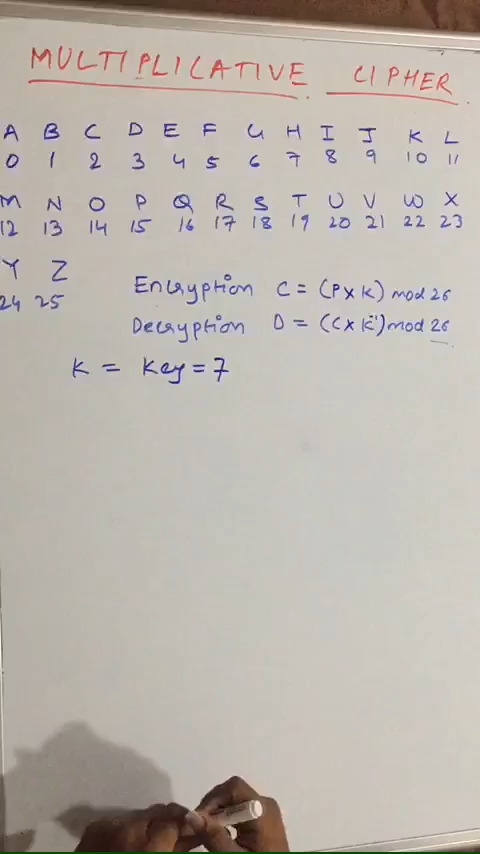 MULTIPLICATIVE CIPHER
A B C D E F G H I J K L
0 1 2 3 4 5 6 7 8 9 10 11
M N O P Q R S T U V W X
12 13 14 15 16 17 18 19 20 21 22 23
Y Z
24 25
Encryption C = (P x K) mod 26
Decryption D = (C x K⁻¹) mod 26
K = Key = 7